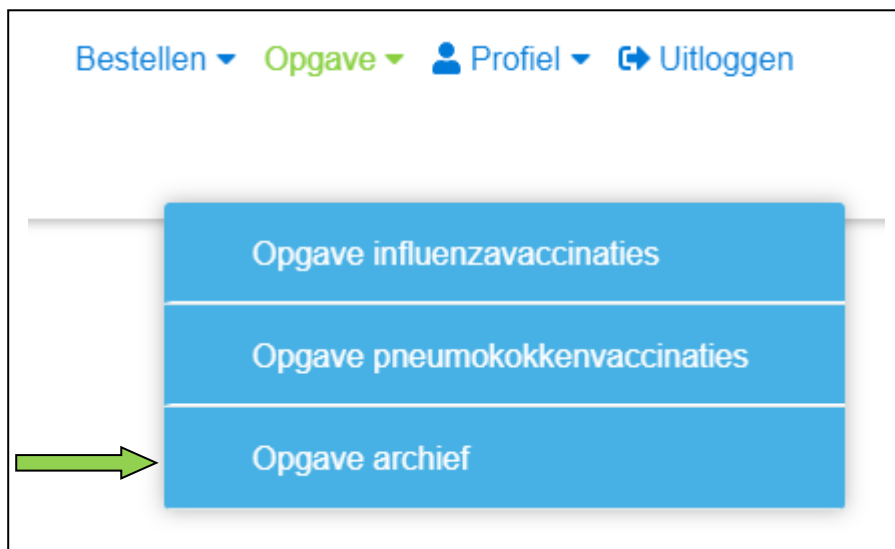 Bestellen Opgave Profiel Uitloggen
Opgave influenzavaccinaties
Opgave pneumokokkenvaccinaties
Opgave archief